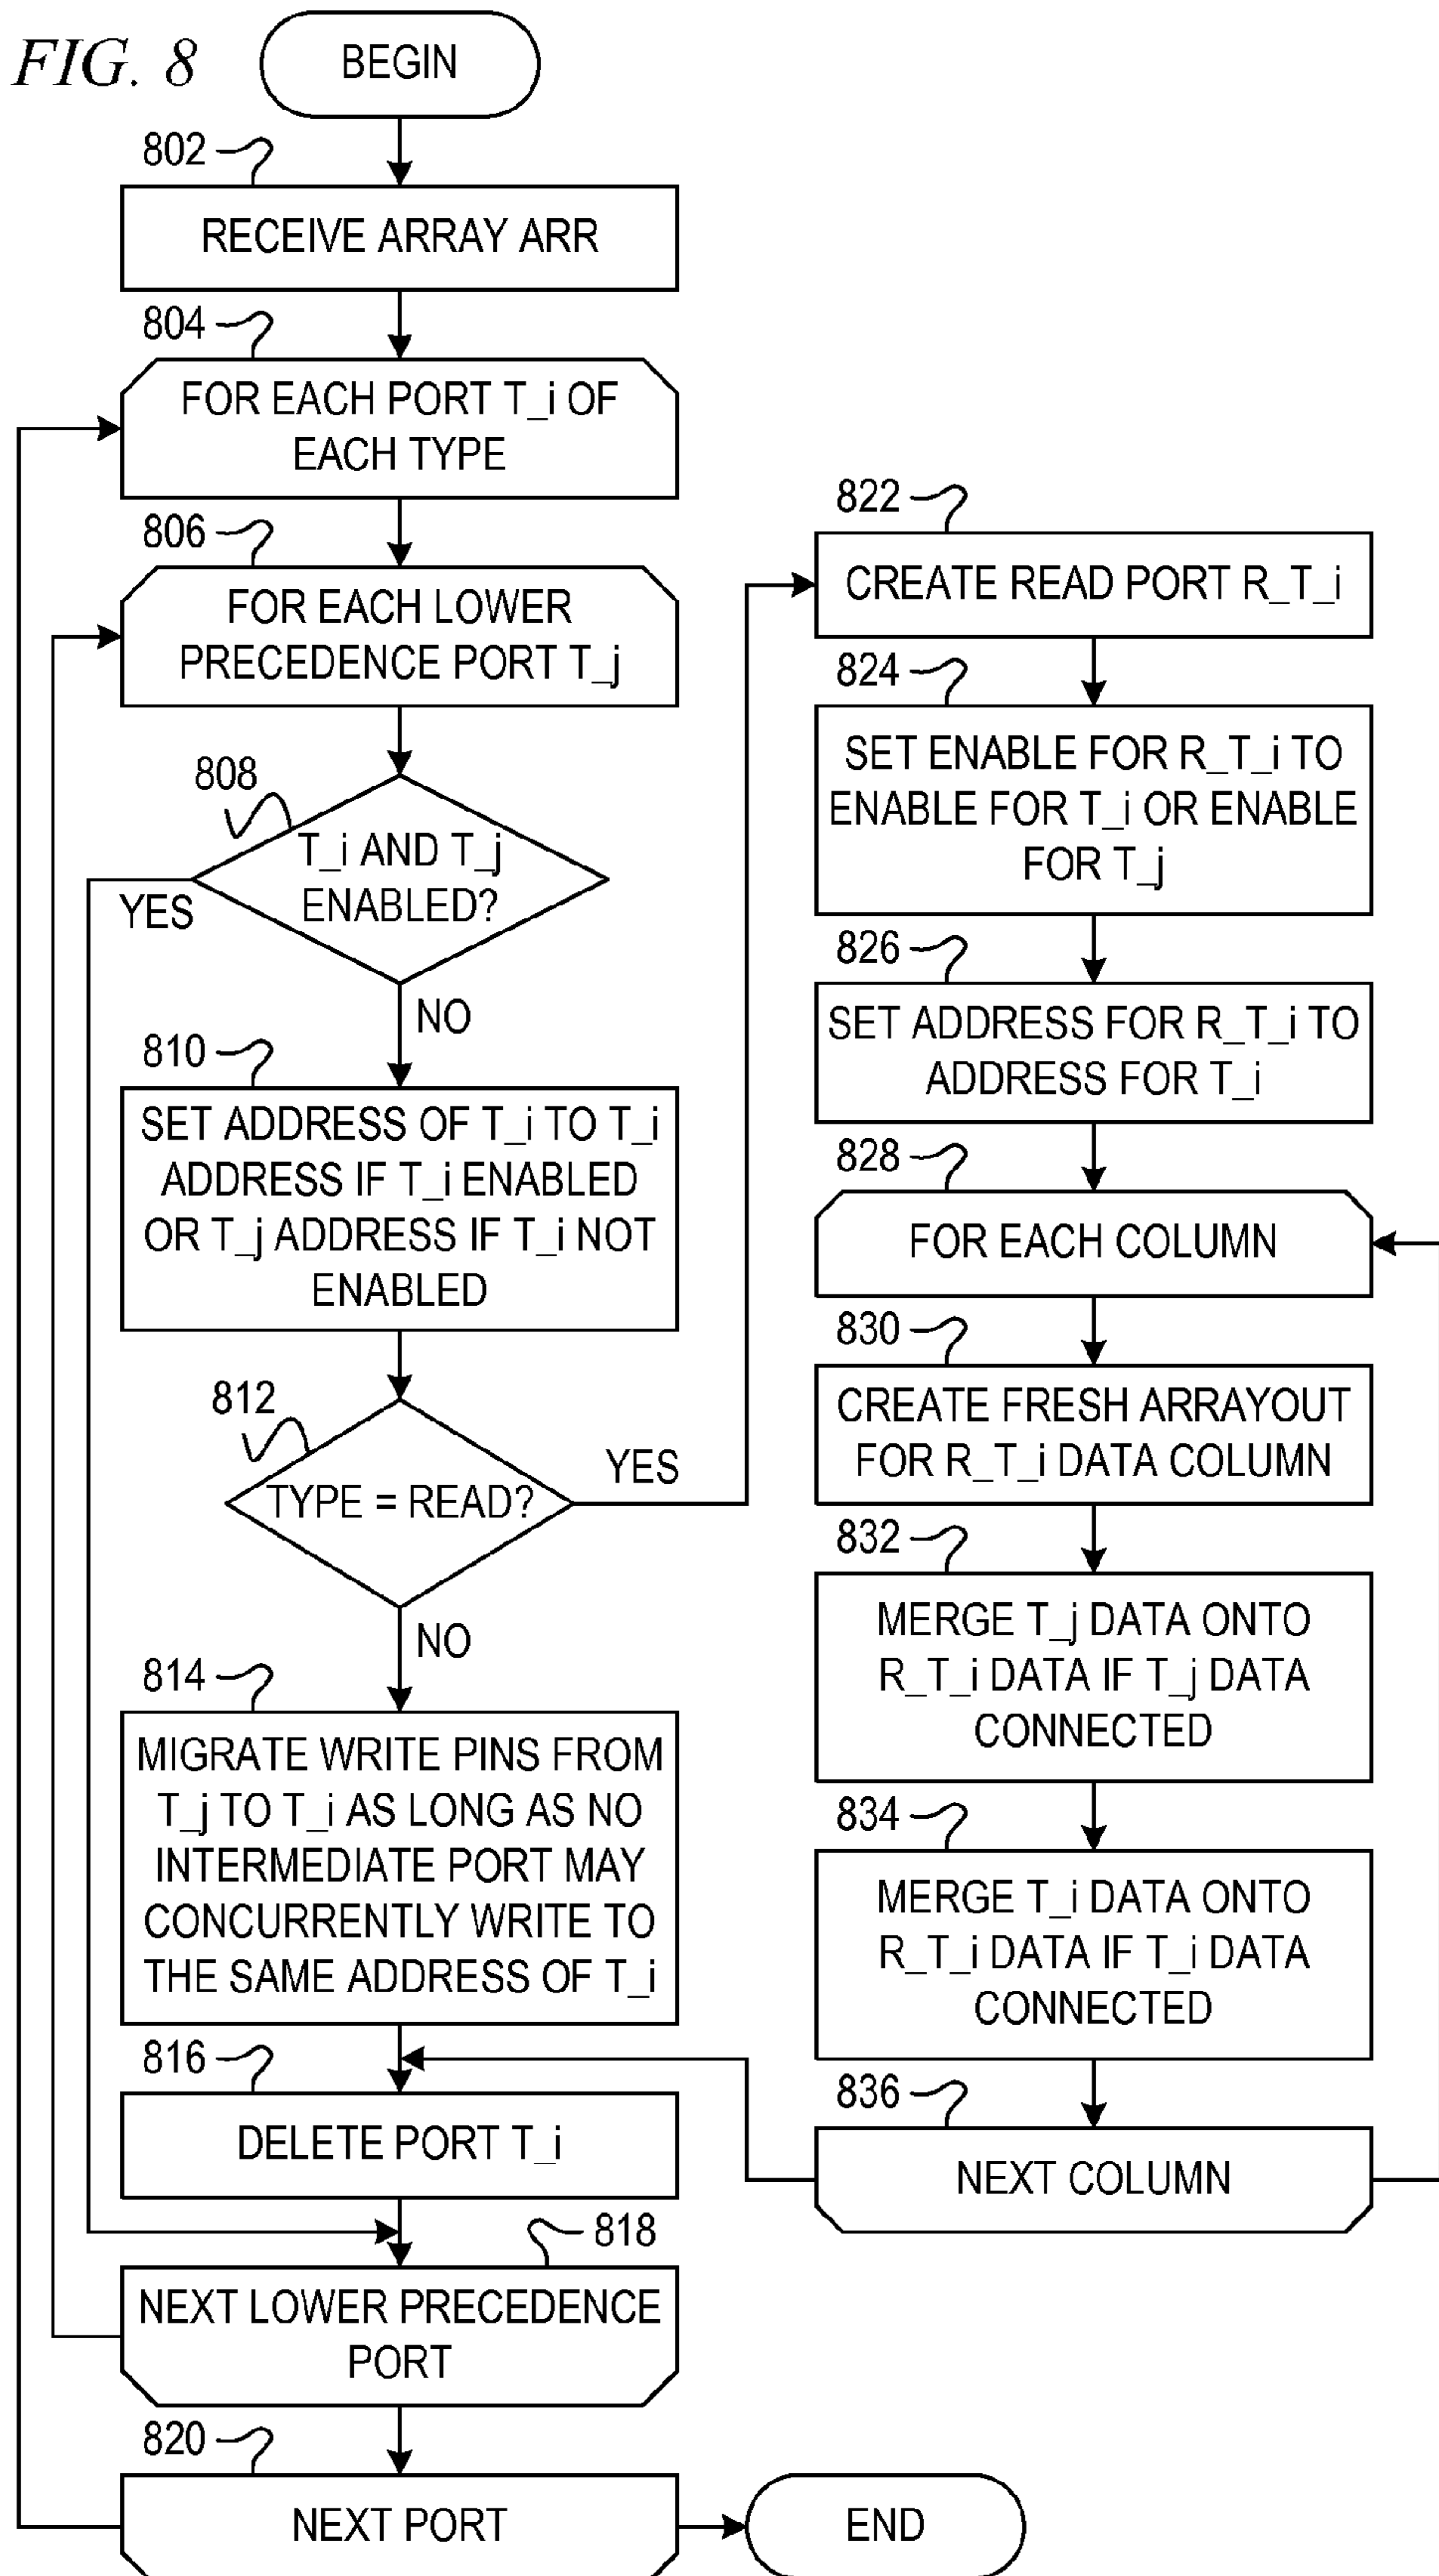 FIG. 8
BEGIN
802
RECEIVE ARRAY ARR
804
FOR EACH PORT T_i OF
EACH TYPE
806
FOR EACH LOWER
PRECEDENCE PORT T_j
808
T_i AND T_j
ENABLED?
YES
NO
810
SET ADDRESS OF T_i TO T_i
ADDRESS IF T_i ENABLED
OR T_j ADDRESS IF T_i NOT
ENABLED
812
TYPE = READ?
YES
NO
814
MIGRATE WRITE PINS FROM
T_j TO T_i AS LONG AS NO
INTERMEDIATE PORT MAY
CONCURRENTLY WRITE TO
THE SAME ADDRESS OF T_i
816
DELETE PORT T_i
818
NEXT LOWER PRECEDENCE
PORT
820
NEXT PORT
END
822
CREATE READ PORT R_T_i
824
SET ENABLE FOR R_T_i TO
ENABLE FOR T_i OR ENABLE
FOR T_j
826
SET ADDRESS FOR R_T_i TO
ADDRESS FOR T_i
828
FOR EACH COLUMN
830
CREATE FRESH ARRAYOUT
FOR R_T_i DATA COLUMN
832
MERGE T_j DATA ONTO
R_T_i DATA IF T_j DATA
CONNECTED
834
MERGE T_i DATA ONTO
R_T_i DATA IF T_i DATA
CONNECTED
836
NEXT COLUMN